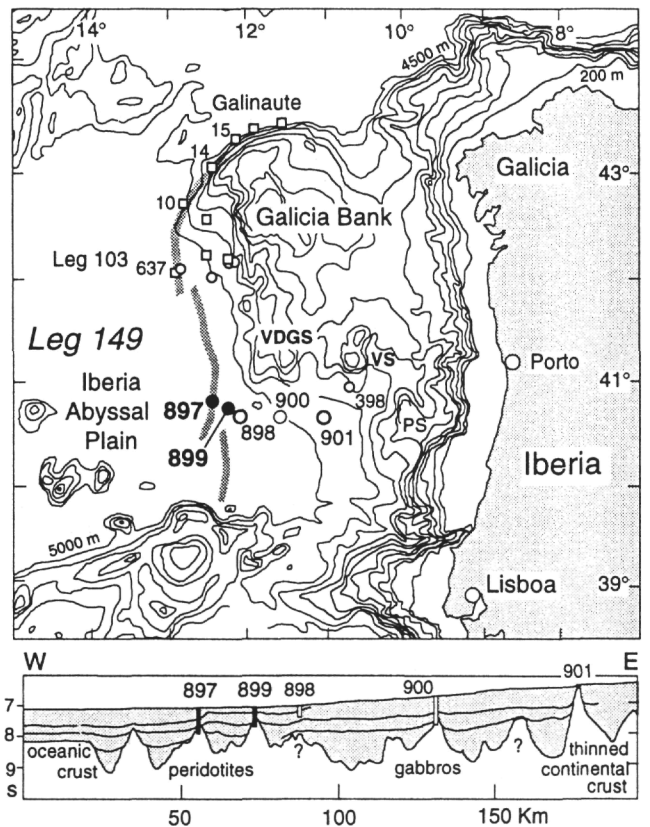 14° 12° 10° 8°
4500 m
200 m
Galinaute
15
14
Galicia
43°
10
Galicia Bank
Leg 103 637
Leg 149
VDGS
VS
Porto
Iberia
Abyssal
Plain
41°
900
398
897
898
901
PS
899
Iberia
5000 m
Lisboa
39°
W E
897 899 898 900 901
7
8
9
s
oceanic
crust
peridotites
?
gabbros
?
thinned
continental
crust
50 100 150 Km